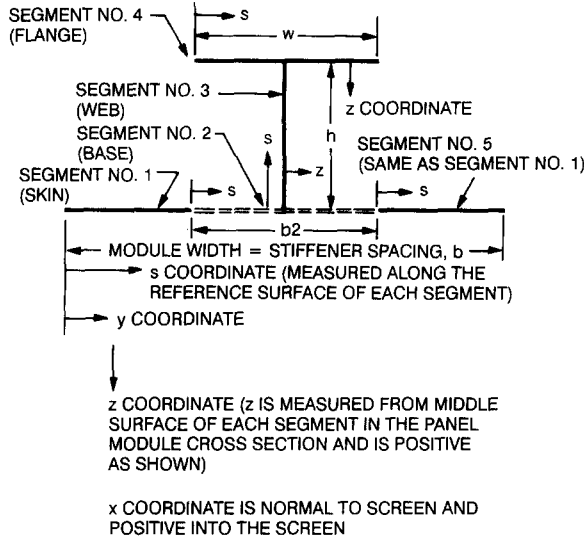 SEGMENT NO. 4
(FLANGE)
s
w
SEGMENT NO. 3
(WEB)
z COORDINATE
h
SEGMENT NO. 2
(BASE)
s
SEGMENT NO. 5
(SAME AS SEGMENT NO. 1)
SEGMENT NO. 1
(SKIN)
s
z
s
b2
MODULE WIDTH = STIFFENER SPACING, b
s COORDINATE (MEASURED ALONG THE
REFERENCE SURFACE OF EACH SEGMENT)
y COORDINATE
z COORDINATE (z IS MEASURED FROM MIDDLE
SURFACE OF EACH SEGMENT IN THE PANEL
MODULE CROSS SECTION AND IS POSITIVE
AS SHOWN)
x COORDINATE IS NORMAL TO SCREEN AND
POSITIVE INTO THE SCREEN